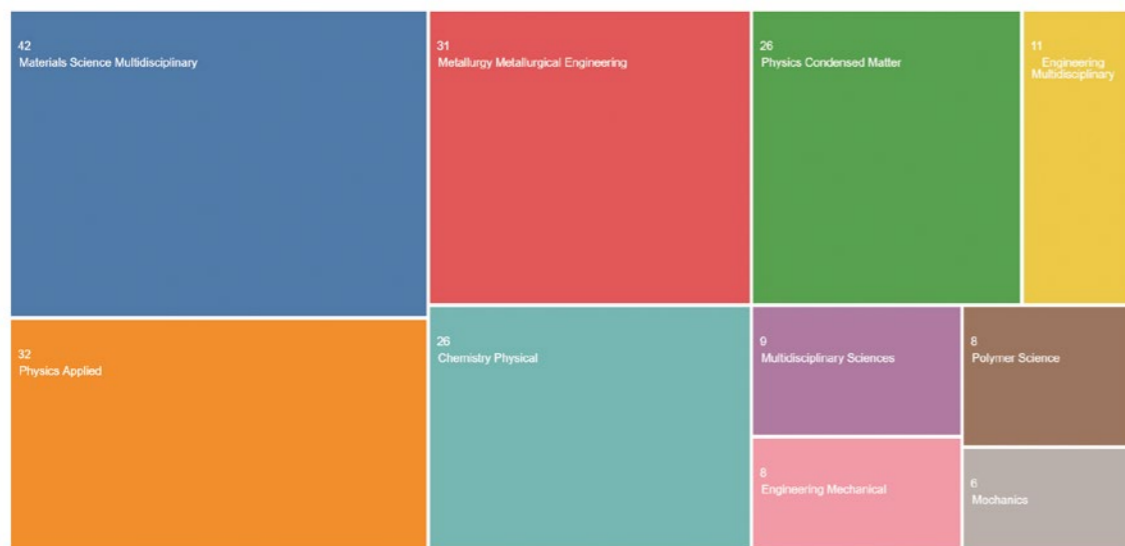 42
Materials Science Multidisciplinary
31
Metallurgy Metallurgical Engineering
26
Physics Condensed Matter
11
Engineering
Multidisciplinary
32
Physics Applied
26
Chemistry Physical
9
Multidisciplinary Sciences
8
Polymer Science
8
Engineering Mechanical
6
Mochanics